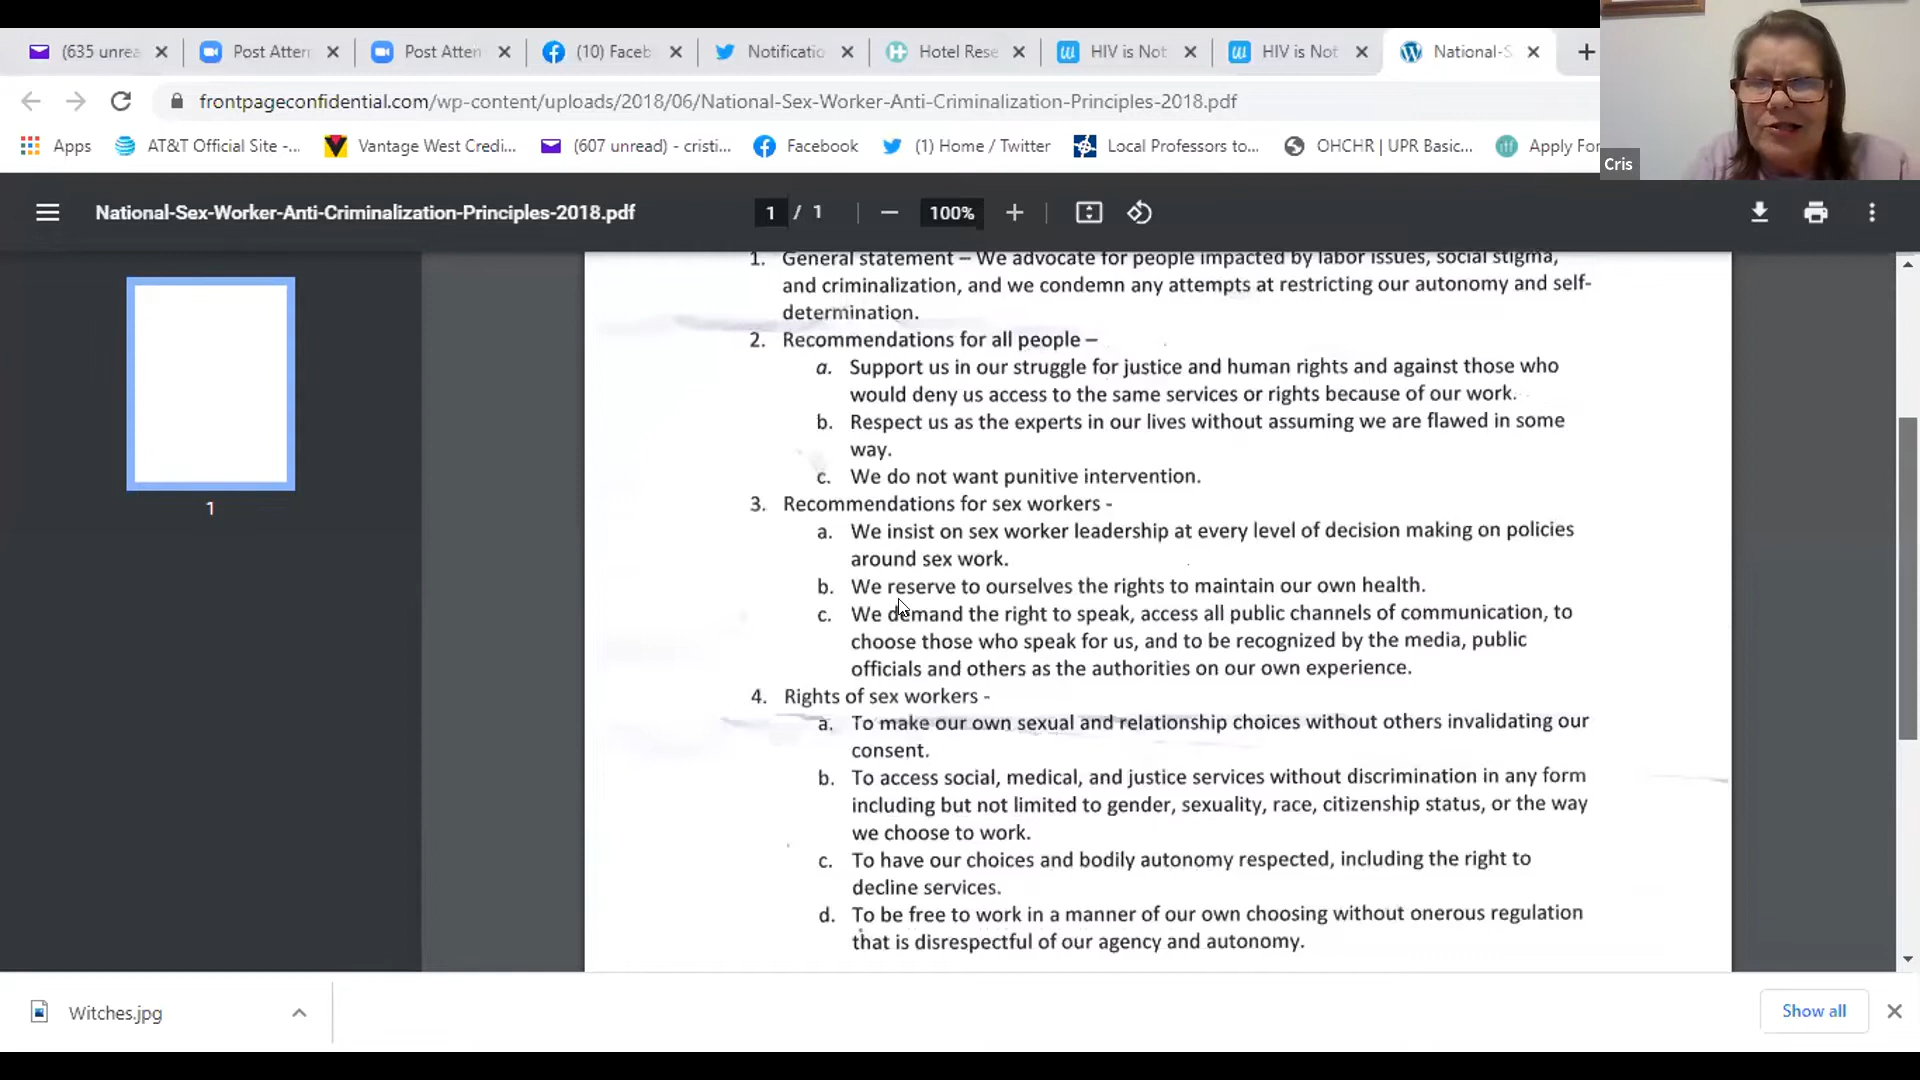 (635 unrea
Post Atten
Post Atten
(10) Faceb
Notificatio
Hotel Rese
HIV is Not
HIV is Not
National-S
frontpageconfidential.com/wp-content/uploads/2018/06/National-Sex-Worker-Anti-Criminalization-Principles-2018.pdf
Apps
AT&T Official Site -...
Vantage West Credi...
(607 unread) - cristi...
Facebook
(1) Home / Twitter
Local Professors to...
OHCHR | UPR Basic...
Apply For
Cris
National-Sex-Worker-Anti-Criminalization-Principles-2018.pdf
1 / 1
100%
1
1. General statement – We advocate for people impacted by labor issues, social stigma,
and criminalization, and we condemn any attempts at restricting our autonomy and self-
determination.
2. Recommendations for all people –
a. Support us in our struggle for justice and human rights and against those who
would deny us access to the same services or rights because of our work.
b. Respect us as the experts in our lives without assuming we are flawed in some
way.
c. We do not want punitive intervention.
3. Recommendations for sex workers -
a. We insist on sex worker leadership at every level of decision making on policies
around sex work.
b. We reserve to ourselves the rights to maintain our own health.
c. We demand the right to speak, access all public channels of communication, to
choose those who speak for us, and to be recognized by the media, public
officials and others as the authorities on our own experience.
4. Rights of sex workers -
a. To make our own sexual and relationship choices without others invalidating our
consent.
b. To access social, medical, and justice services without discrimination in any form
including but not limited to gender, sexuality, race, citizenship status, or the way
we choose to work.
c. To have our choices and bodily autonomy respected, including the right to
decline services.
d. To be free to work in a manner of our own choosing without onerous regulation
that is disrespectful of our agency and autonomy.
Witches.jpg
Show all